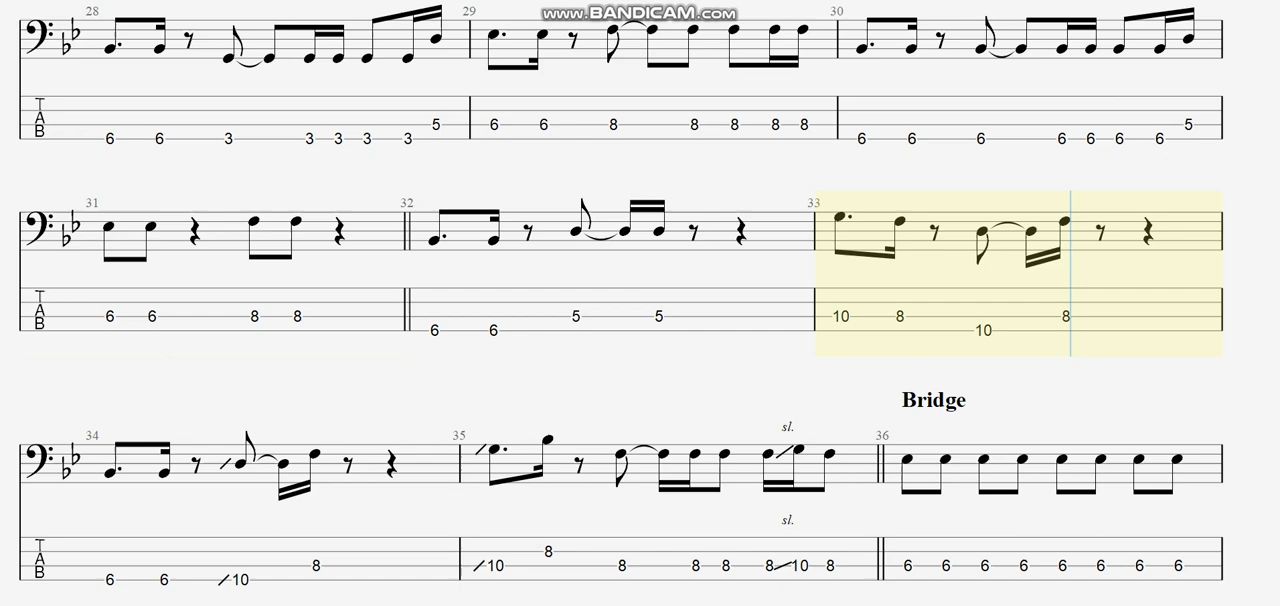 www.BANDICAM.com
28 29 30
T
A
B
6 6 3 3 3 3 3 5 6 6 8 8 8 8 8 6 6 6 6 6 6 6 5
31 32 33
T
A
B
6 6 8 8 6 6 5 5 10 8 10 8
Bridge
34 35 36
sl.
sl.
T
A
B
6 6 10 8 10 8 8 8 8 8 10 8 6 6 6 6 6 6 6 6